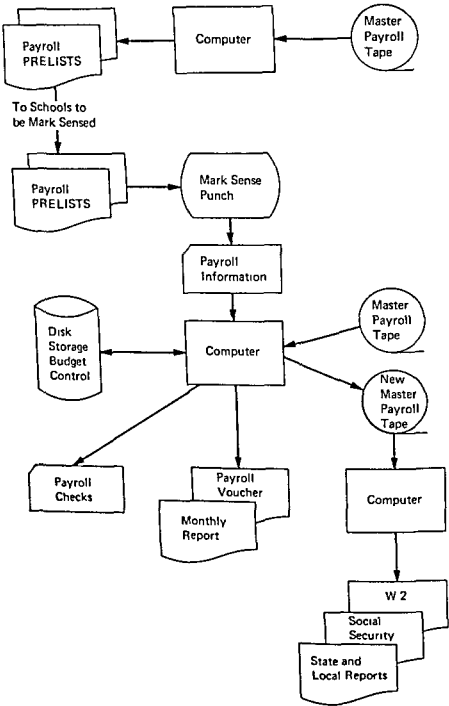 Payroll
PRELISTS
Computer
Master
Payroll
Tape
To Schools to
be Mark Sensed
Payroll
PRELISTS
Mark Sense
Punch
Payroll
Information
Disk
Storage
Budget
Control
Computer
Master
Payroll
Tape
New
Master
Payroll
Tape
Payroll
Checks
Payroll
Voucher
Monthly
Report
Computer
W 2
Social
Security
State and
Local Reports